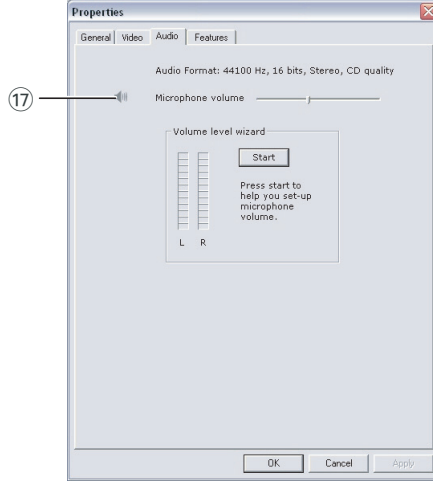 Properties
General Video Audio Features
Audio Format: 44100 Hz, 16 bits, Stereo, CD quality
⑰ Microphone volume
Volume level wizard
Start
Press start to
help you set-up
microphone
volume.
L R
OK Cancel Apply